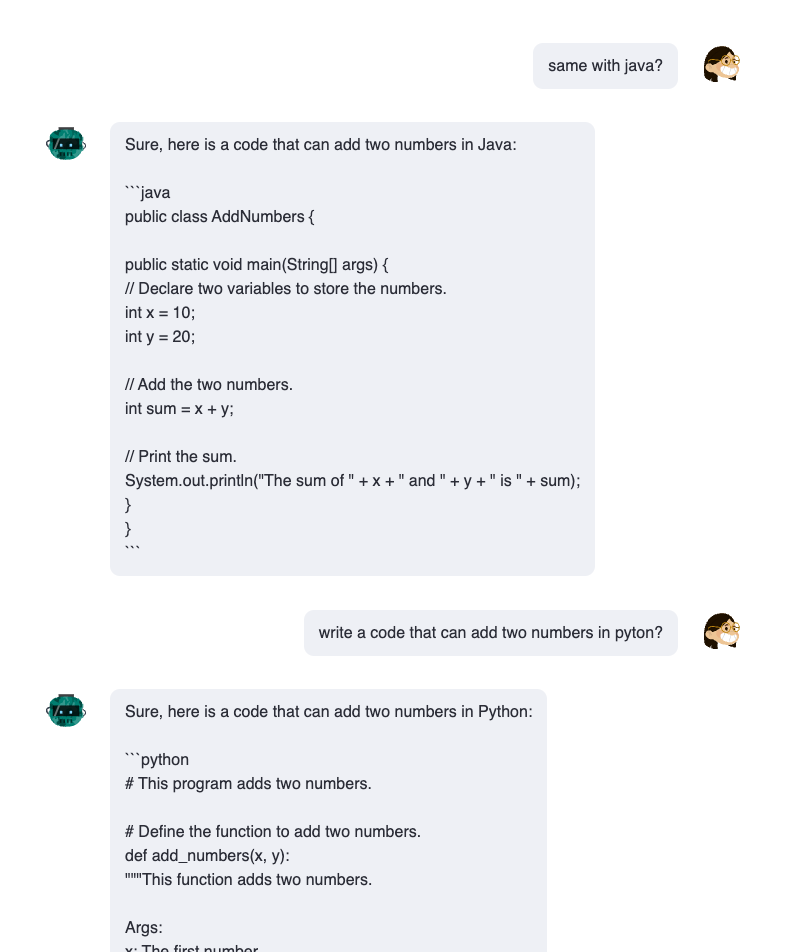 same with java?
Sure, here is a code that can add two numbers in Java:
```java
public class AddNumbers {
public static void main(String[] args) {
// Declare two variables to store the numbers.
int x = 10;
int y = 20;
// Add the two numbers.
int sum = x + y;
// Print the sum.
System.out.println("The sum of " + x + " and " + y + " is " + sum);
}
}
```
write a code that can add two numbers in pyton?
Sure, here is a code that can add two numbers in Python:
```python
# This program adds two numbers.
# Define the function to add two numbers.
def add_numbers(x, y):
"""This function adds two numbers.
Args:
x: The first number